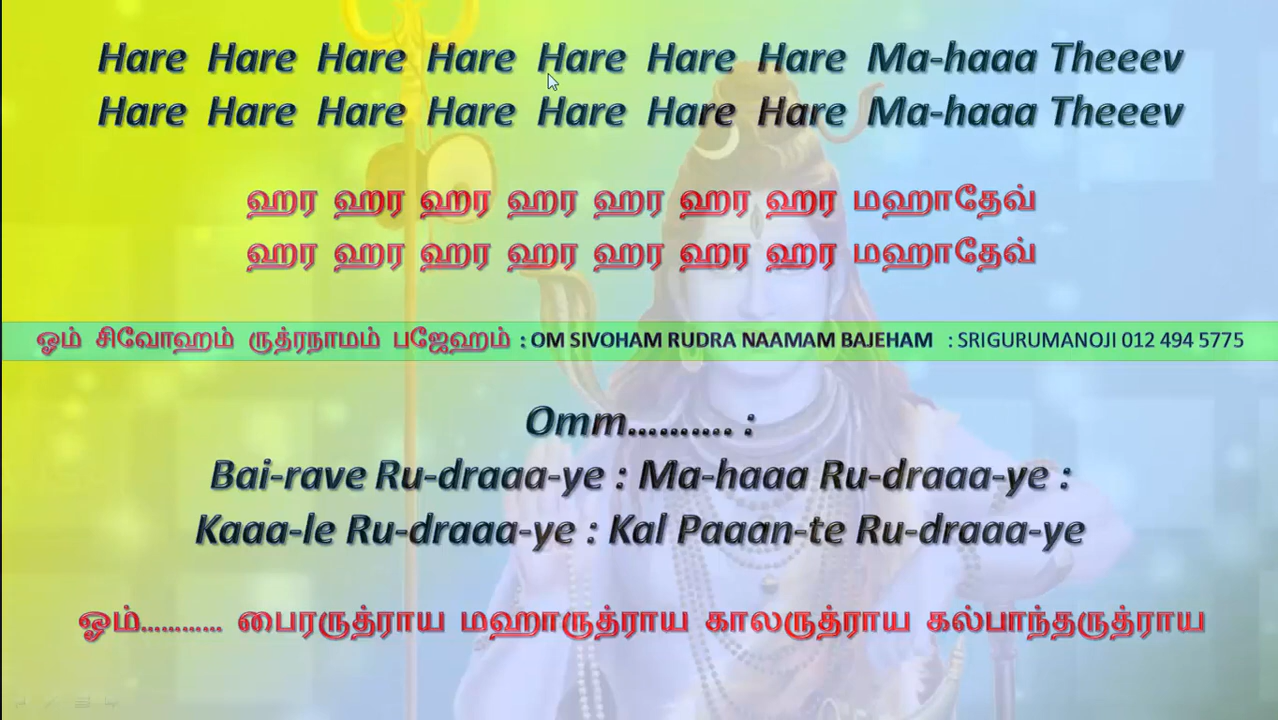 Hare Hare Hare Hare Hare Hare Hare Ma-haaa Theeev
Hare Hare Hare Hare Hare Hare Hare Ma-haaa Theeev
ஹர ஹர ஹர ஹர ஹர ஹர ஹர மஹாதேவ்
ஹர ஹர ஹர ஹர ஹர ஹர ஹர மஹாதேவ்
ஓம் சிவோஹம் ருத்ரநாமம் பஜேஹம் : OM SIVOHAM RUDRA NAAMAM BAJEHAM : SRIGURUMANOJI 012 494 5775
Omm.......... :
Bai-rave Ru-draaa-ye : Ma-haaa Ru-draaa-ye :
Kaaa-le Ru-draaa-ye : Kal Paaan-te Ru-draaa-ye
ஓம்............ பைரருத்ராய மஹாருத்ராய காலருத்ராய கல்பாந்தருத்ராய